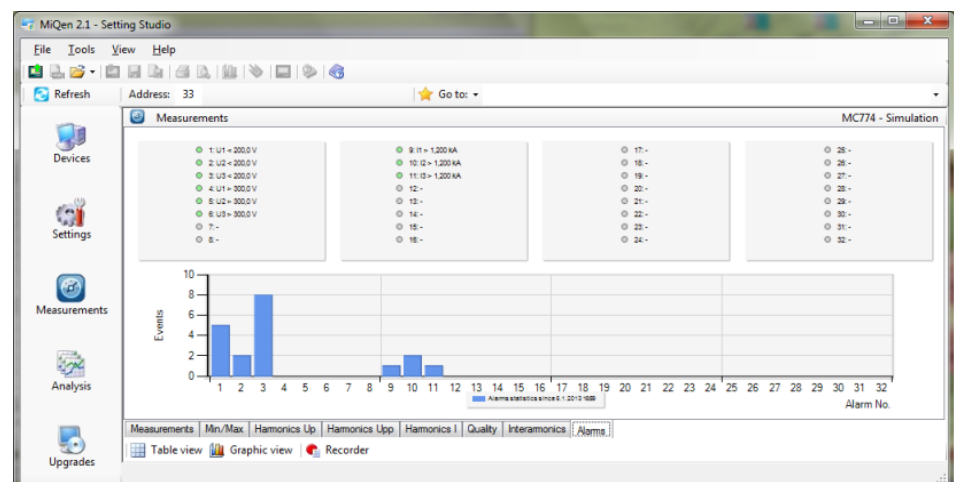 MiQen 2.1 - Setting Studio
File Tools View Help
Refresh Address: 33 Go to:
Measurements MC774 - Simulation
Devices
Settings
Measurements
Analysis
Upgrades
1: U1 < 200,0 V
2: U2 < 200,0 V
3: U3 < 200,0 V
4: U1 > 300,0 V
5: U2 > 300,0 V
6: U3 > 300,0 V
7: -
8: -
9: I1 > 1,200 kA
10: I2 > 1,200 kA
11: I3 > 1,200 kA
12: -
13: -
14: -
15: -
16: -
17: -
18: -
19: -
20: -
21: -
22: -
23: -
24: -
25: -
26: -
27: -
28: -
29: -
30: -
31: -
32: -
10
8
6
4
2
0
Events
1 2 3 4 5 6 7 8 9 10 11 12 13 14 15 16 17 18 19 20 21 22 23 24 25 26 27 28 29 30 31 32
Alarms statistics since 5.1.2013
Alarm No.
Measurements Min/Max Harmonics Up Harmonics Upp Harmonics I Quality Interamonics Alarms
Table view Graphic view Recorder